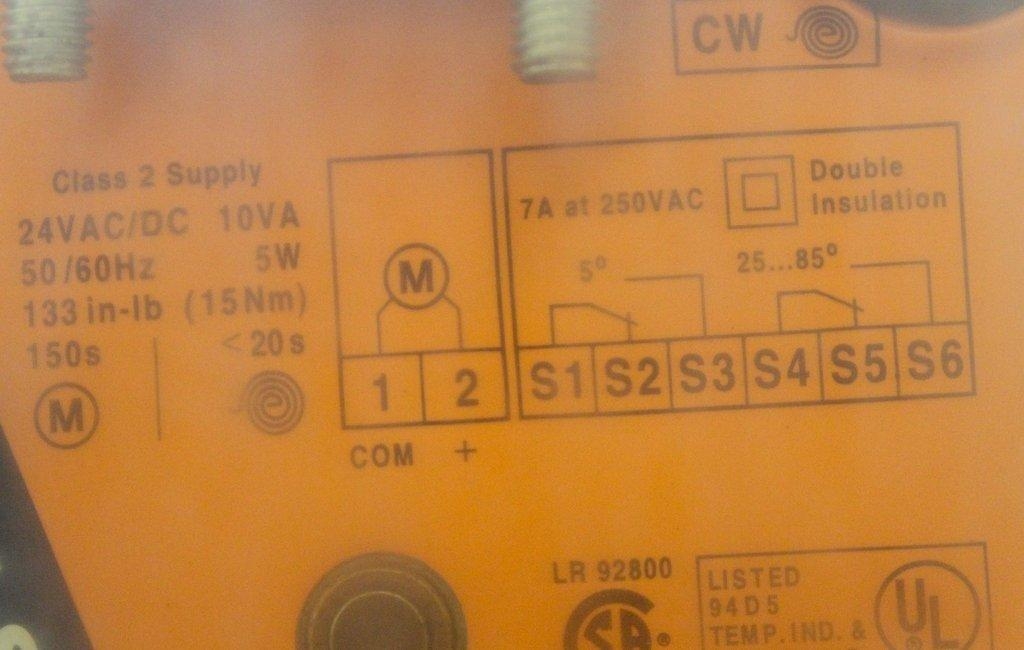 CW
Class 2 Supply
24VAC/DC 10VA
50/60Hz 5W
133 in-lb (15Nm)
150s <20s
M
M
1 2
COM +
7A at 250VAC
Double
Insulation
5° 25...85°
S1 S2 S3 S4 S5 S6
LR 92800
SA ®
LISTED
94D5
TEMP. IND. &
UL ®